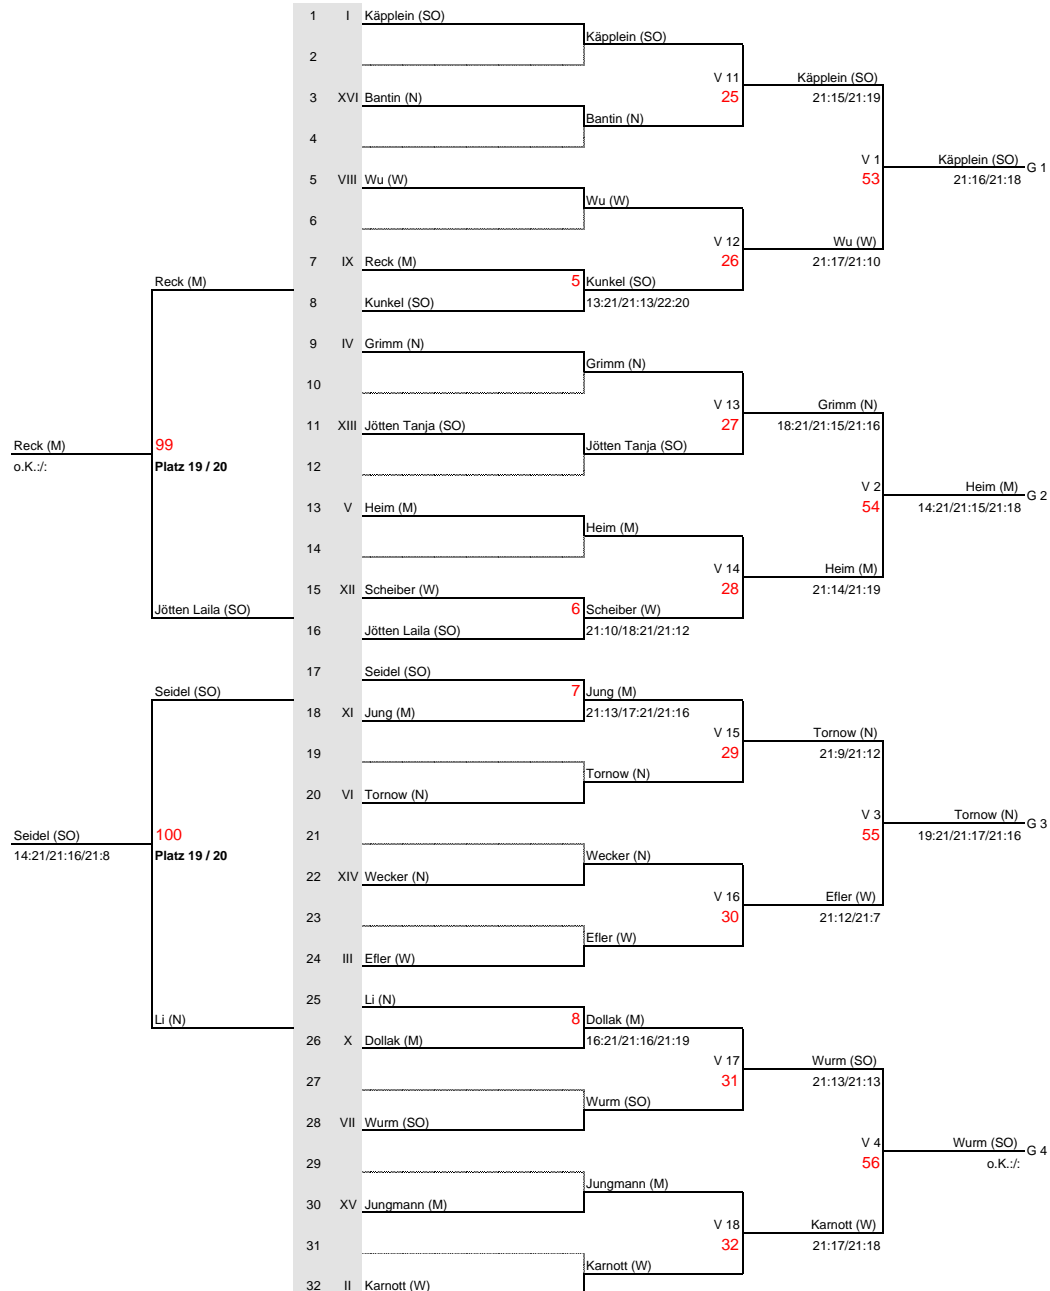 1 I Käpplein (SO)
Käpplein (SO)
2
V 11 Käpplein (SO)
3 XVI Bantin (N) 25 21:15/21:19
Bantin (N)
4
V 1 Käpplein (SO) G 1
5 VIII Wu (W) 53 21:16/21:18
Wu (W)
6
V 12 Wu (W)
7 IX Reck (M) 26 21:17/21:10
Reck (M) 5 Kunkel (SO)
8 Kunkel (SO) 13:21/21:13/22:20
9 IV Grimm (N)
Grimm (N)
10
V 13 Grimm (N)
11 XIII Jötten Tanja (SO) 27 18:21/21:15/21:16
Reck (M) 99 Jötten Tanja (SO)
o.K.:/: Platz 19 / 20 12
V 2 Heim (M) G 2
13 V Heim (M) 54 14:21/21:15/21:18
Heim (M)
14
V 14 Heim (M)
15 XII Scheiber (W) 28 21:14/21:19
Jötten Laila (SO) 6 Scheiber (W)
16 Jötten Laila (SO) 21:10/18:21/21:12
17 Seidel (SO)
Seidel (SO) 7 Jung (M)
18 XI Jung (M) 21:13/17:21/21:16
V 15 Tornow (N)
19 29 21:9/21:12
Tornow (N)
20 VI Tornow (N)
V 3 Tornow (N) G 3
Seidel (SO) 100 21 55 19:21/21:17/21:16
14:21/21:16/21:8 Platz 19 / 20 Wecker (N)
22 XIV Wecker (N)
V 16 Efler (W)
23 30 21:12/21:7
Efler (W)
24 III Efler (W)
25 Li (N)
Li (N) 8 Dollak (M)
26 X Dollak (M) 16:21/21:16/21:19
V 17 Wurm (SO)
27 31 21:13/21:13
Wurm (SO)
28 VII Wurm (SO)
V 4 Wurm (SO) G 4
29 56 o.K.:/:
Jungmann (M)
30 XV Jungmann (M)
V 18 Karnott (W)
31 32 21:17/21:18
Karnott (W)
32 II Karnott (W)